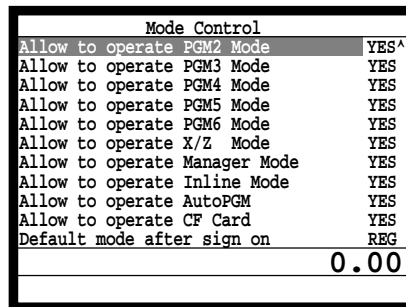 Mode Control
Allow to operate PGM2 Mode YES^
Allow to operate PGM3 Mode YES
Allow to operate PGM4 Mode YES
Allow to operate PGM5 Mode YES
Allow to operate PGM6 Mode YES
Allow to operate X/Z  Mode YES
Allow to operate Manager Mode YES
Allow to operate Inline Mode YES
Allow to operate AutoPGM YES
Allow to operate CF Card YES
Default mode after sign on REG
0.00